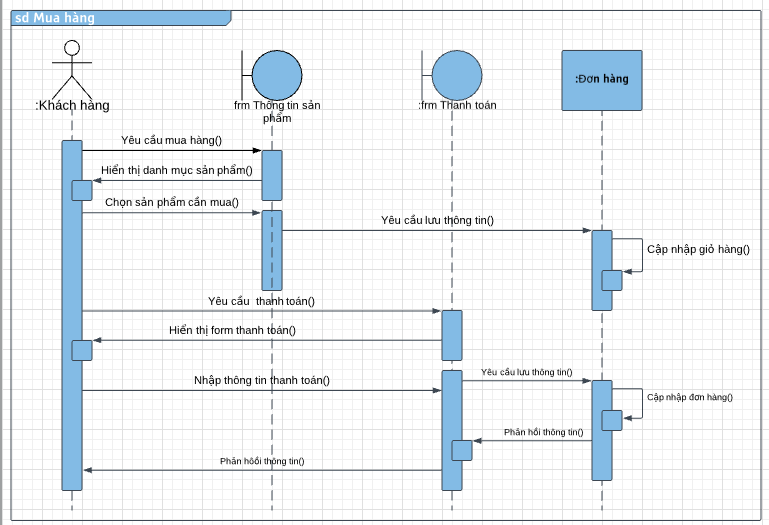 sd Mua hàng
:Khách hàng
frm Thông tin sản
phẩm
:frm Thanh toán
:Đơn hàng
Yêu cầu mua hàng()
Hiển thị danh mục sản phẩm()
Chọn sản phẩm cần mua()
Yêu cầu lưu thông tin()
Cập nhập giỏ hàng()
Yêu cầu  thanh toán()
Hiển thị form thanh toán()
Yêu cầu lưu thông tin()
Nhập thông tin thanh toán()
Cập nhập đơn hàng()
Phản hồi thông tin()
Phản hôồi thông tin()